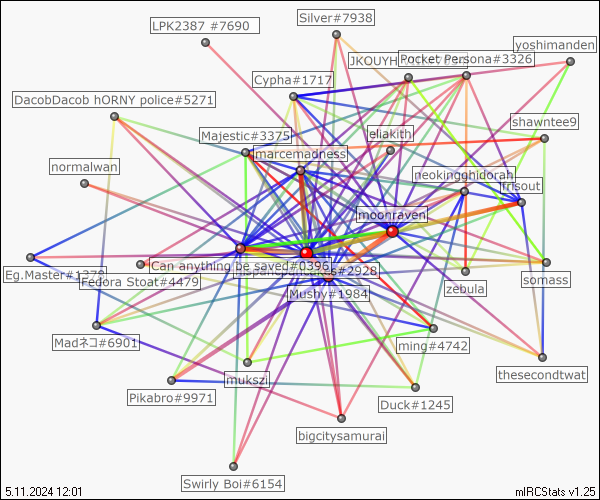 LPK2387 #7690
Silver#7938
yoshimanden
JKOUYH
Pocket Persona#3326
Cypha#1717
DacobDacob hORNY police#5271
shawntee9
Majestic#3375
leliakith
marcemadness
normalwan
neokingghidorah
frisout
moonraven
Can anything be saved#0396
#2928
Eg.Master#1378
Fedora Stoat#4479
zebula
somass
Mushy#1984
Madネコ#6901
ming#4742
mukszi
thesecondtwat
Pikabro#9971
Duck#1245
bigcitysamurai
Swirly Boi#6154
5.11.2024 12:01
mIRCStats v1.25